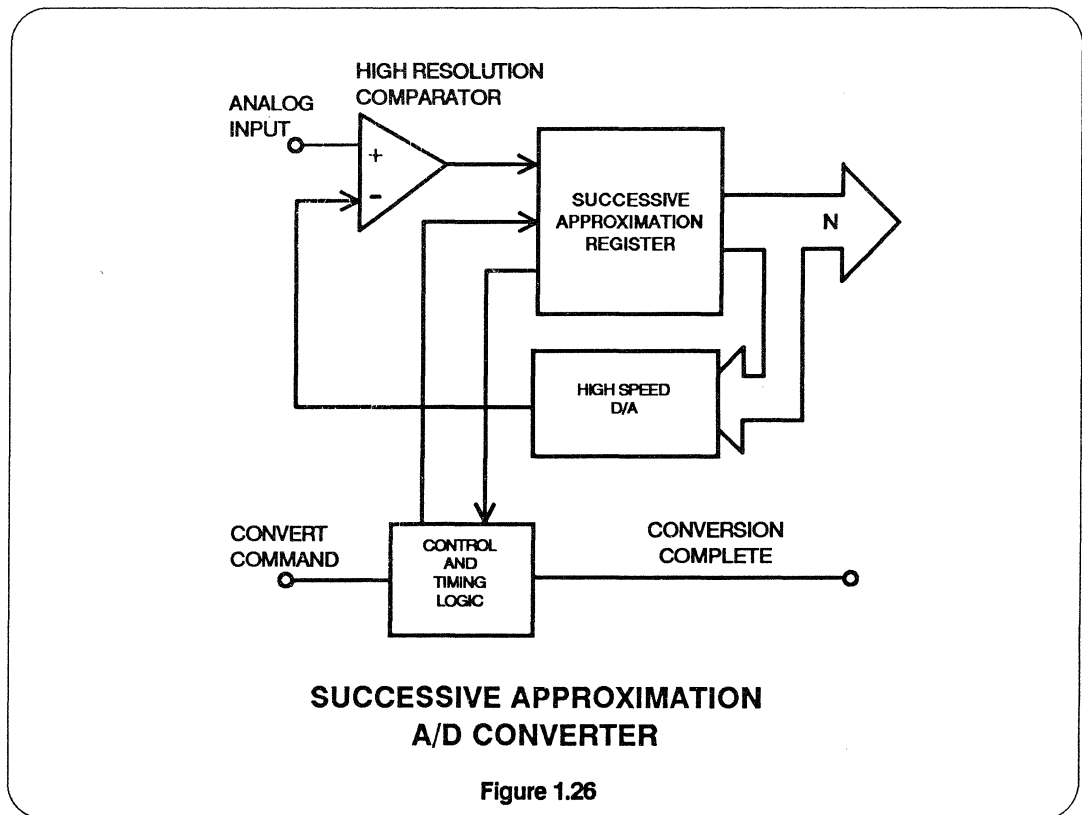 HIGH RESOLUTION
COMPARATOR
ANALOG
INPUT
+
-
SUCCESSIVE
APPROXIMATION
REGISTER
N
HIGH SPEED
D/A
CONVERT
COMMAND
CONTROL
AND
TIMING
LOGIC
CONVERSION
COMPLETE
SUCCESSIVE APPROXIMATION
A/D CONVERTER
Figure 1.26